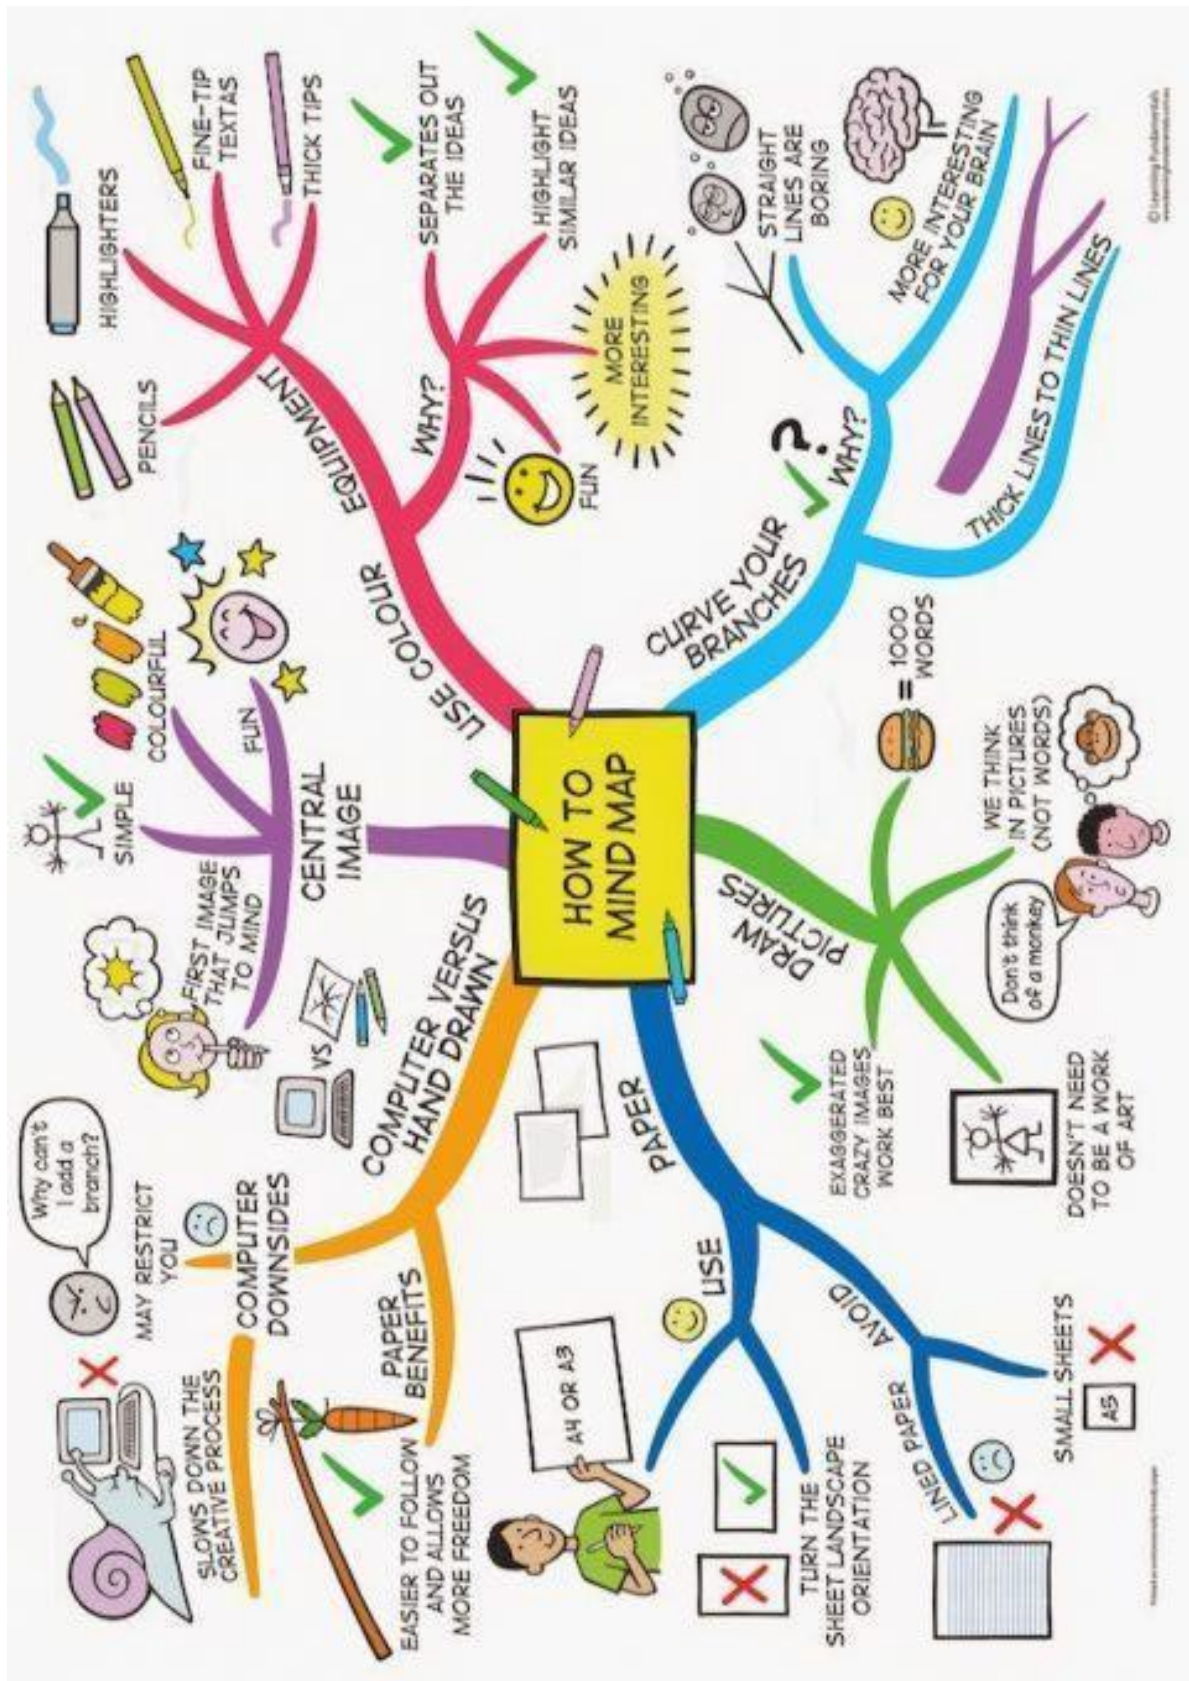 HOW TO
MIND MAP
USE COLOUR
EQUIPMENT
PENCILS
HIGHLIGHTERS
FINE-TIP
TEXTAS
THICK TIPS
WHY?
SEPARATES OUT
THE IDEAS
HIGHLIGHT
SIMILAR IDEAS
MORE
INTERESTING
FUN
CURVE YOUR
BRANCHES
?
WHY?
STRAIGHT
LINES ARE
BORING
MORE INTERESTING
FOR YOUR BRAIN
THICK LINES TO THIN LINES
DRAW
PICTURES
= 1000
WORDS
WE THINK
IN PICTURES
(NOT WORDS)
Don't think
of a monkey
DOESN'T NEED
TO BE A WORK
OF ART
EXAGGERATED
CRAZY IMAGES
WORK BEST
PAPER
USE
A4 OR A3
TURN THE
SHEET LANDSCAPE
ORIENTATION
AVOID
SMALL SHEETS
A5
LINED PAPER
COMPUTER VERSUS
HAND DRAWN
VS
PAPER
BENEFITS
EASIER TO FOLLOW
AND ALLOWS
MORE FREEDOM
COMPUTER
DOWNSIDES
SLOWS DOWN THE
CREATIVE PROCESS
MAY RESTRICT
YOU
Why can't
I add a
branch?
CENTRAL
IMAGE
FIRST IMAGE
THAT JUMPS
TO MIND
SIMPLE
COLOURFUL
FUN
© Learning Fundamentals